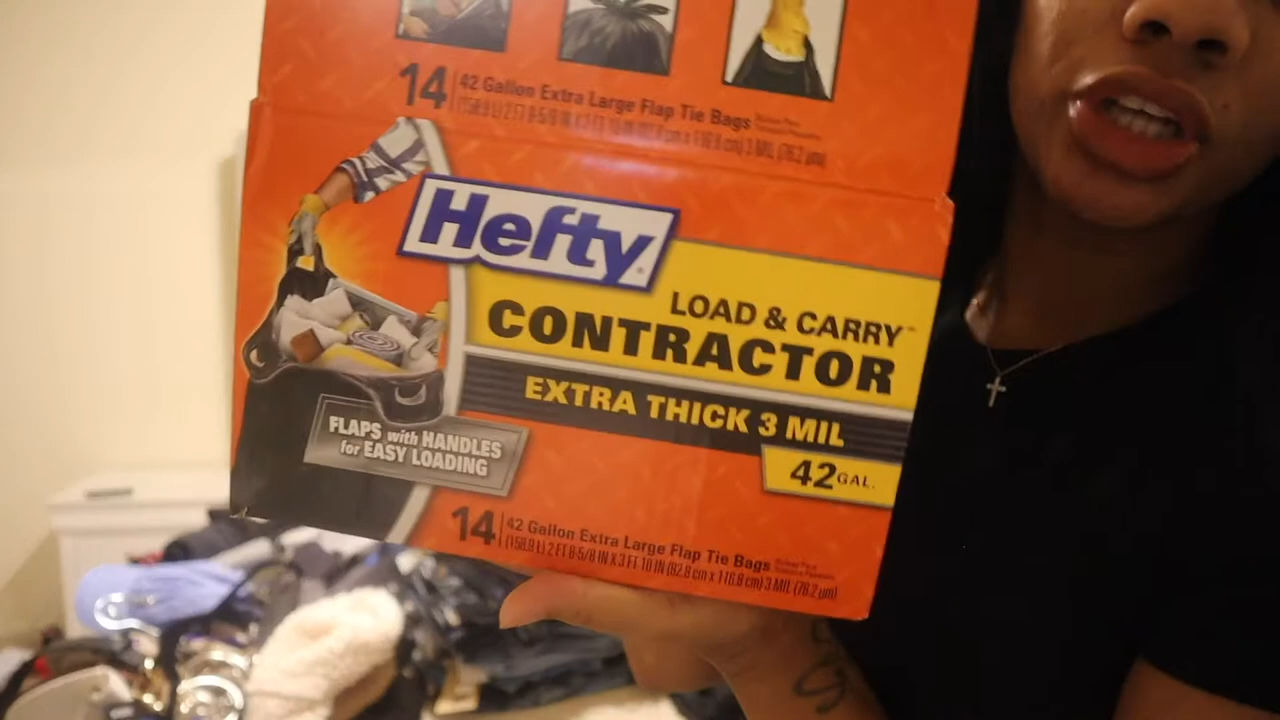 14 42 Gallon Extra Large Flap Tie Bags
Hefty
LOAD & CARRY™
CONTRACTOR
EXTRA THICK 3 MIL
42 GAL.
FLAPS with HANDLES
for EASY LOADING
14 42 Gallon Extra Large Flap Tie Bags
(158.9 L) 2 FT 8-5/8 IN X 3 FT 10 IN (82.8 cm x 116.8 cm) 3 MIL (76.2 µm)